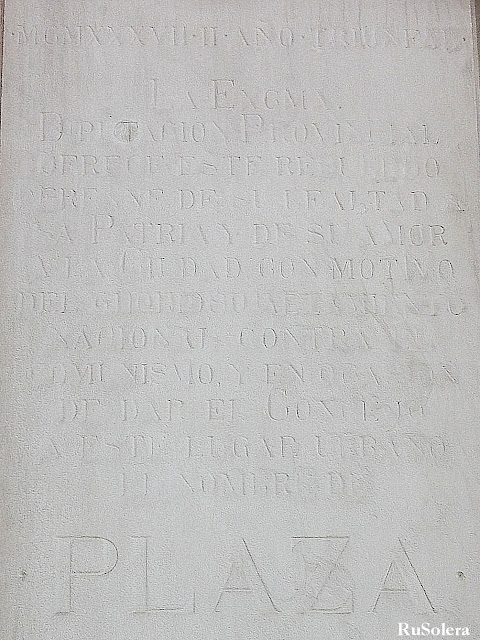 ·MCMXXXVII·II·AÑO·TRIUNFAL·
LA EXCMA.
DIPUTACION PROVINCIAL
OFRECE ESTE RECUERDO
PERENNE DE SU LEALTAD A
LA PATRIA Y DE SU AMOR
A LA CIUDAD, CON MOTIVO
DEL GLORIOSO ALZAMIENTO
NACIONAL CONTRA EL
COMUNISMO, Y EN OCASION
DE DAR EL CONCEJO
A ESTE LUGAR URBANO
EL NOMBRE DE
PLAZA
RuSolera